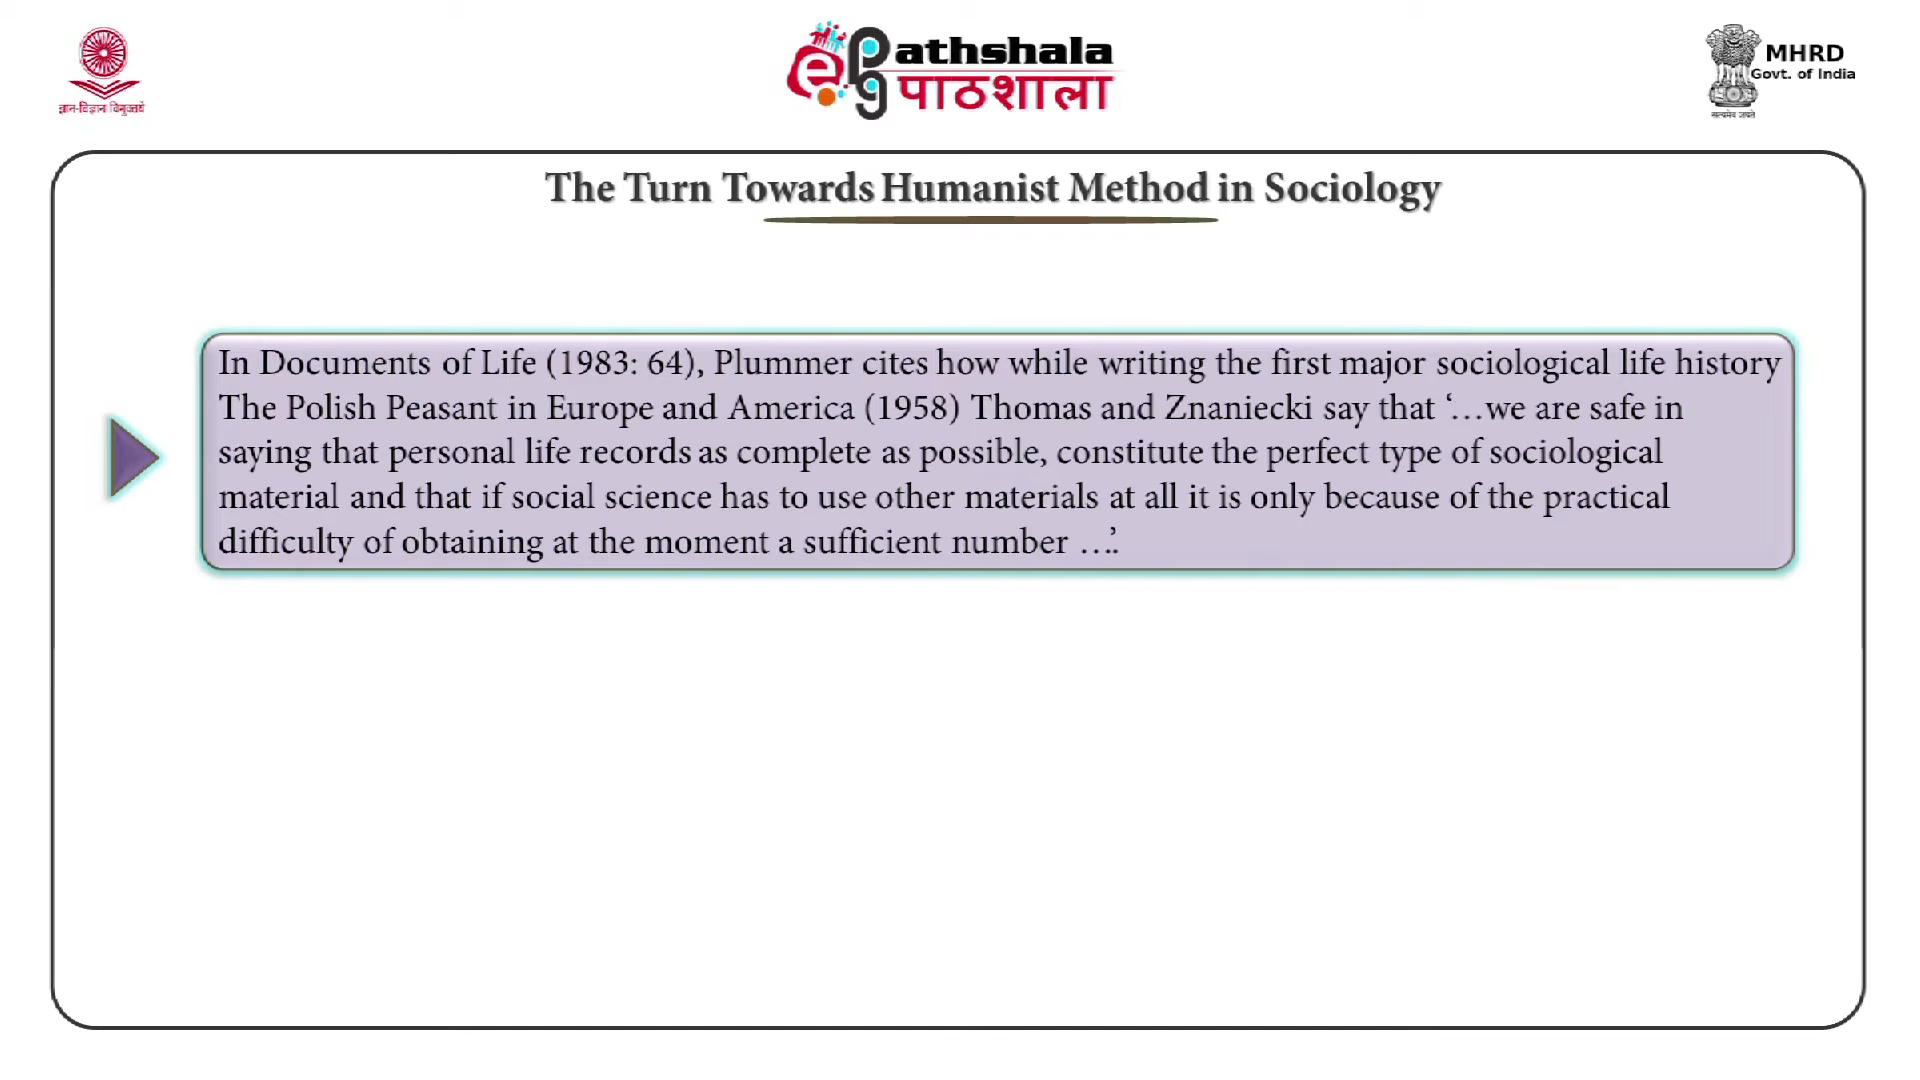 ज्ञान-विज्ञान विमुक्तये
e pg athshala
पाठशाला
MHRD
Govt. of India
सत्यमेव जयते
The Turn Towards Humanist Method in Sociology
In Documents of Life (1983: 64), Plummer cites how while writing the first major sociological life history
The Polish Peasant in Europe and America (1958) Thomas and Znaniecki say that ‘…we are safe in
saying that personal life records as complete as possible, constitute the perfect type of sociological
material and that if social science has to use other materials at all it is only because of the practical
difficulty of obtaining at the moment a sufficient number …’.